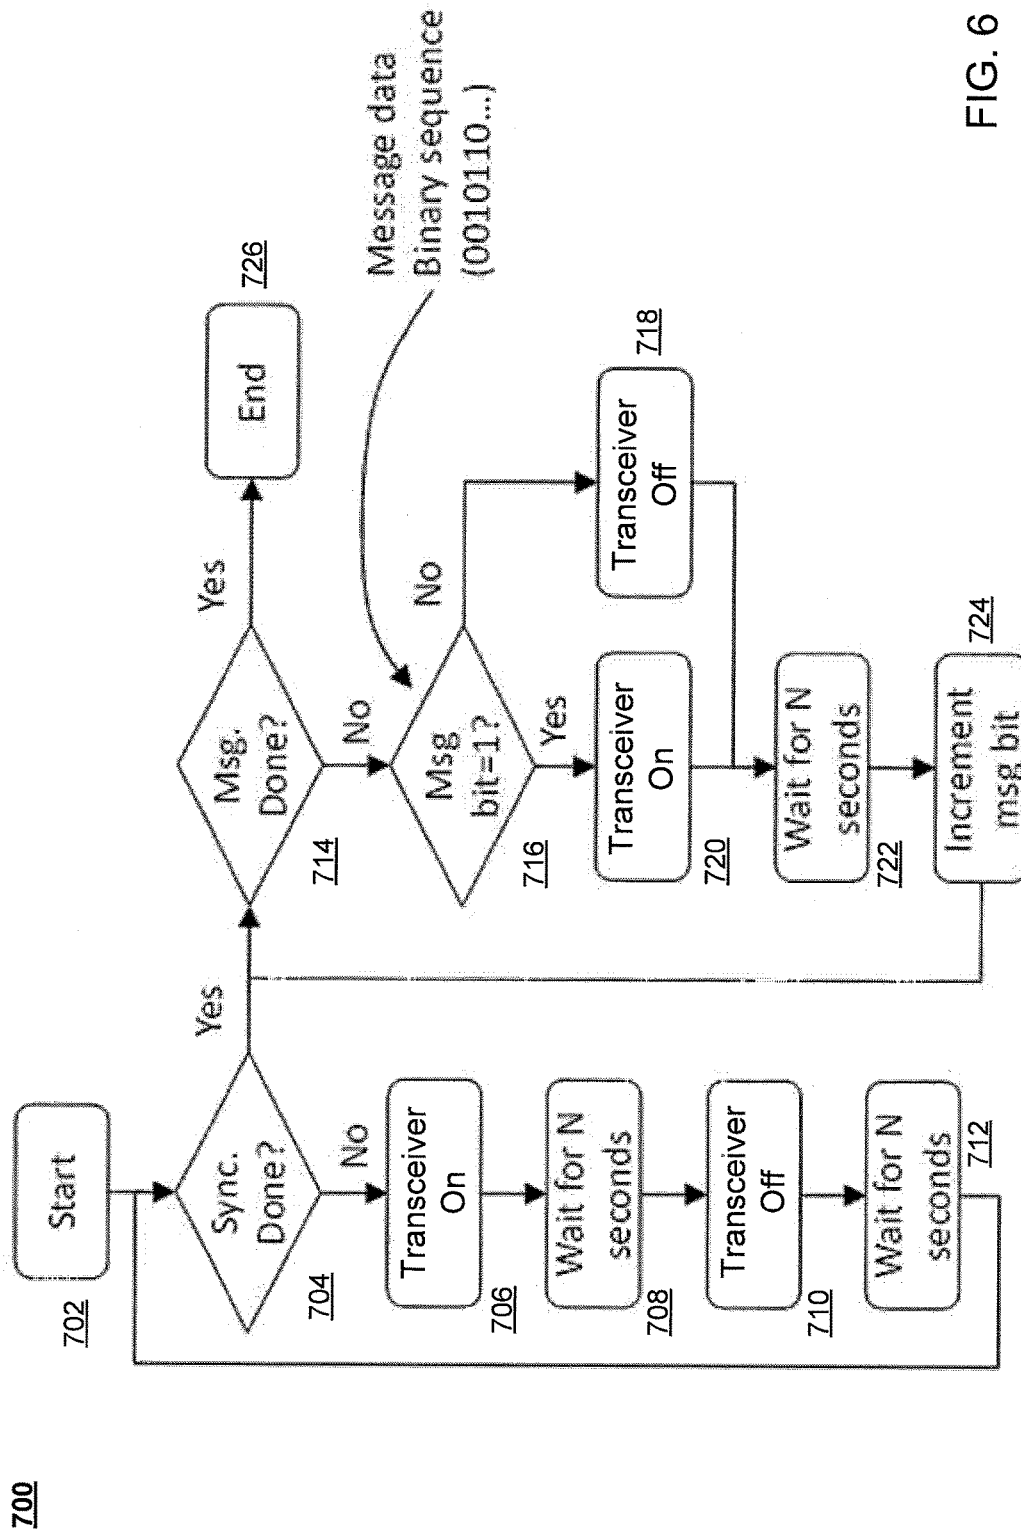 700
Start
702
Sync.
Done?
704
Yes
No
Transceiver
On
706
Wait for N
seconds
708
Transceiver
Off
710
Wait for N
seconds
712
Msg.
Done?
714
Yes
End
726
No
Msg
bit=1?
716
No
Yes
Message data
Binary sequence
(0010110...)
Transceiver
On
720
Transceiver
Off
718
Wait for N
seconds
722
Increment
msg bit
724
FIG. 6